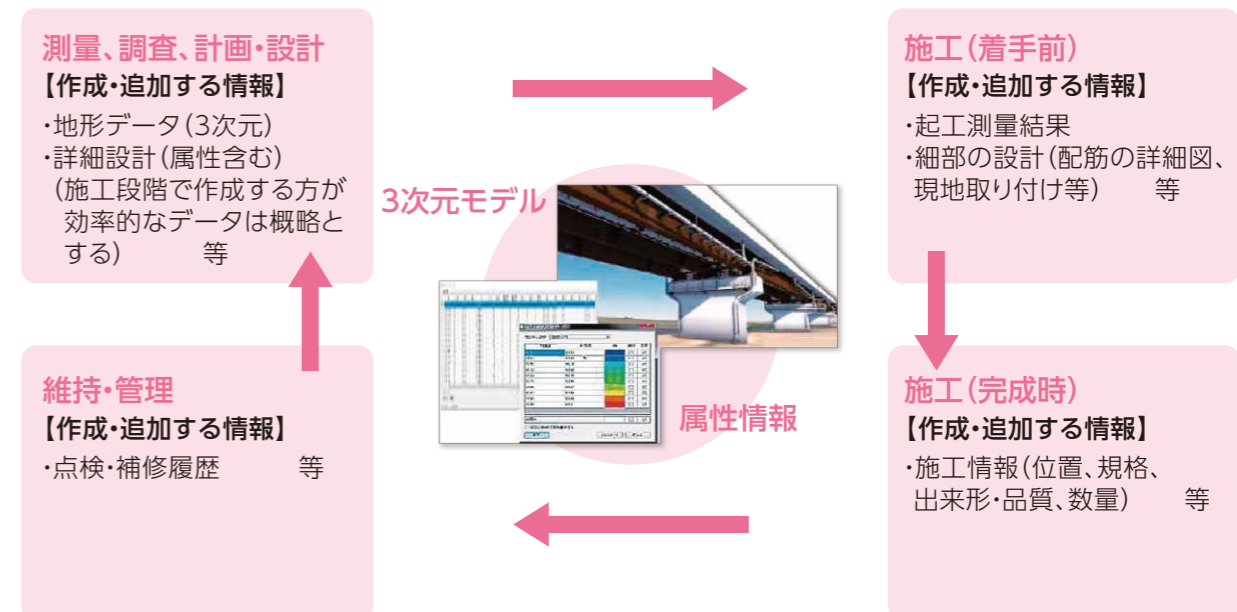 測量、調査、計画・設計
【作成・追加する情報】
・地形データ(3次元)
・詳細設計(属性含む)
(施工段階で作成する方が
効率的なデータは概略と
する) 等
施工(着手前)
【作成・追加する情報】
・起工測量結果
・細部の設計(配筋の詳細図、
現地取り付け等) 等
3次元モデル
属性情報
維持・管理
【作成・追加する情報】
・点検・補修履歴 等
施工(完成時)
【作成・追加する情報】
・施工情報(位置、規格、
出来形・品質、数量) 等